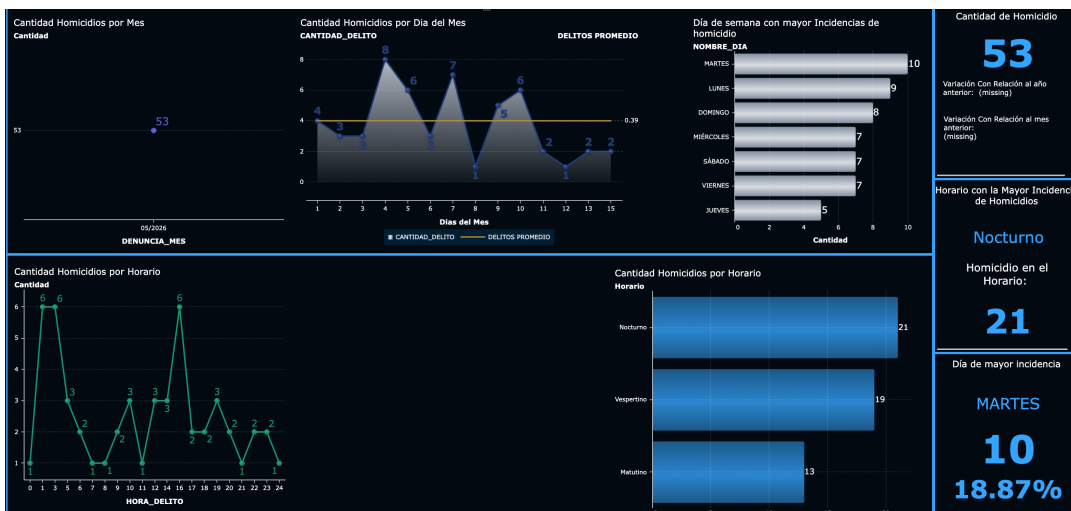 Cantidad Homicidios por Mes
Cantidad
53
53
05/2026
DENUNCIA_MES
Cantidad Homicidios por Dia del Mes
CANTIDAD_DELITO
DELITOS PROMEDIO
8
6
4
2
0
4
3
3
8
6
3
7
1
5
6
2
1
2
2
0.39
1 2 3 4 5 6 7 8 9 10 11 12 13 15
Dias del Mes
CANTIDAD_DELITO DELITOS PROMEDIO
Día de semana con mayor Incidencias de
homicidio
NOMBRE_DIA
MARTES 10
LUNES 9
DOMINGO 8
MIÉRCOLES 7
SÁBADO 7
VIERNES 7
JUEVES 5
0 2 4 6 8 10
Cantidad
Cantidad de Homicidio
53
Variación Con Relación al año
anterior: (missing)
Variación Con Relación al mes
anterior:
(missing)
Horario con la Mayor Incidenc
de Homicidios
Nocturno
Homicidio en el
Horario:
21
Día de mayor incidencia
MARTES
10
18.87%
Cantidad Homicidios por Horario
Cantidad
6
5
4
3
2
1
1
6
6
3
2
1
1
2
3
1
3
3
6
2
2
3
2
1
2
2
1
0 1 3 5 6 7 8 9 10 11 12 14 16 17 18 19 20 21 22 23 24
HORA_DELITO
Cantidad Homicidios por Horario
Horario
Nocturno 21
Vespertino 19
Matutino 13